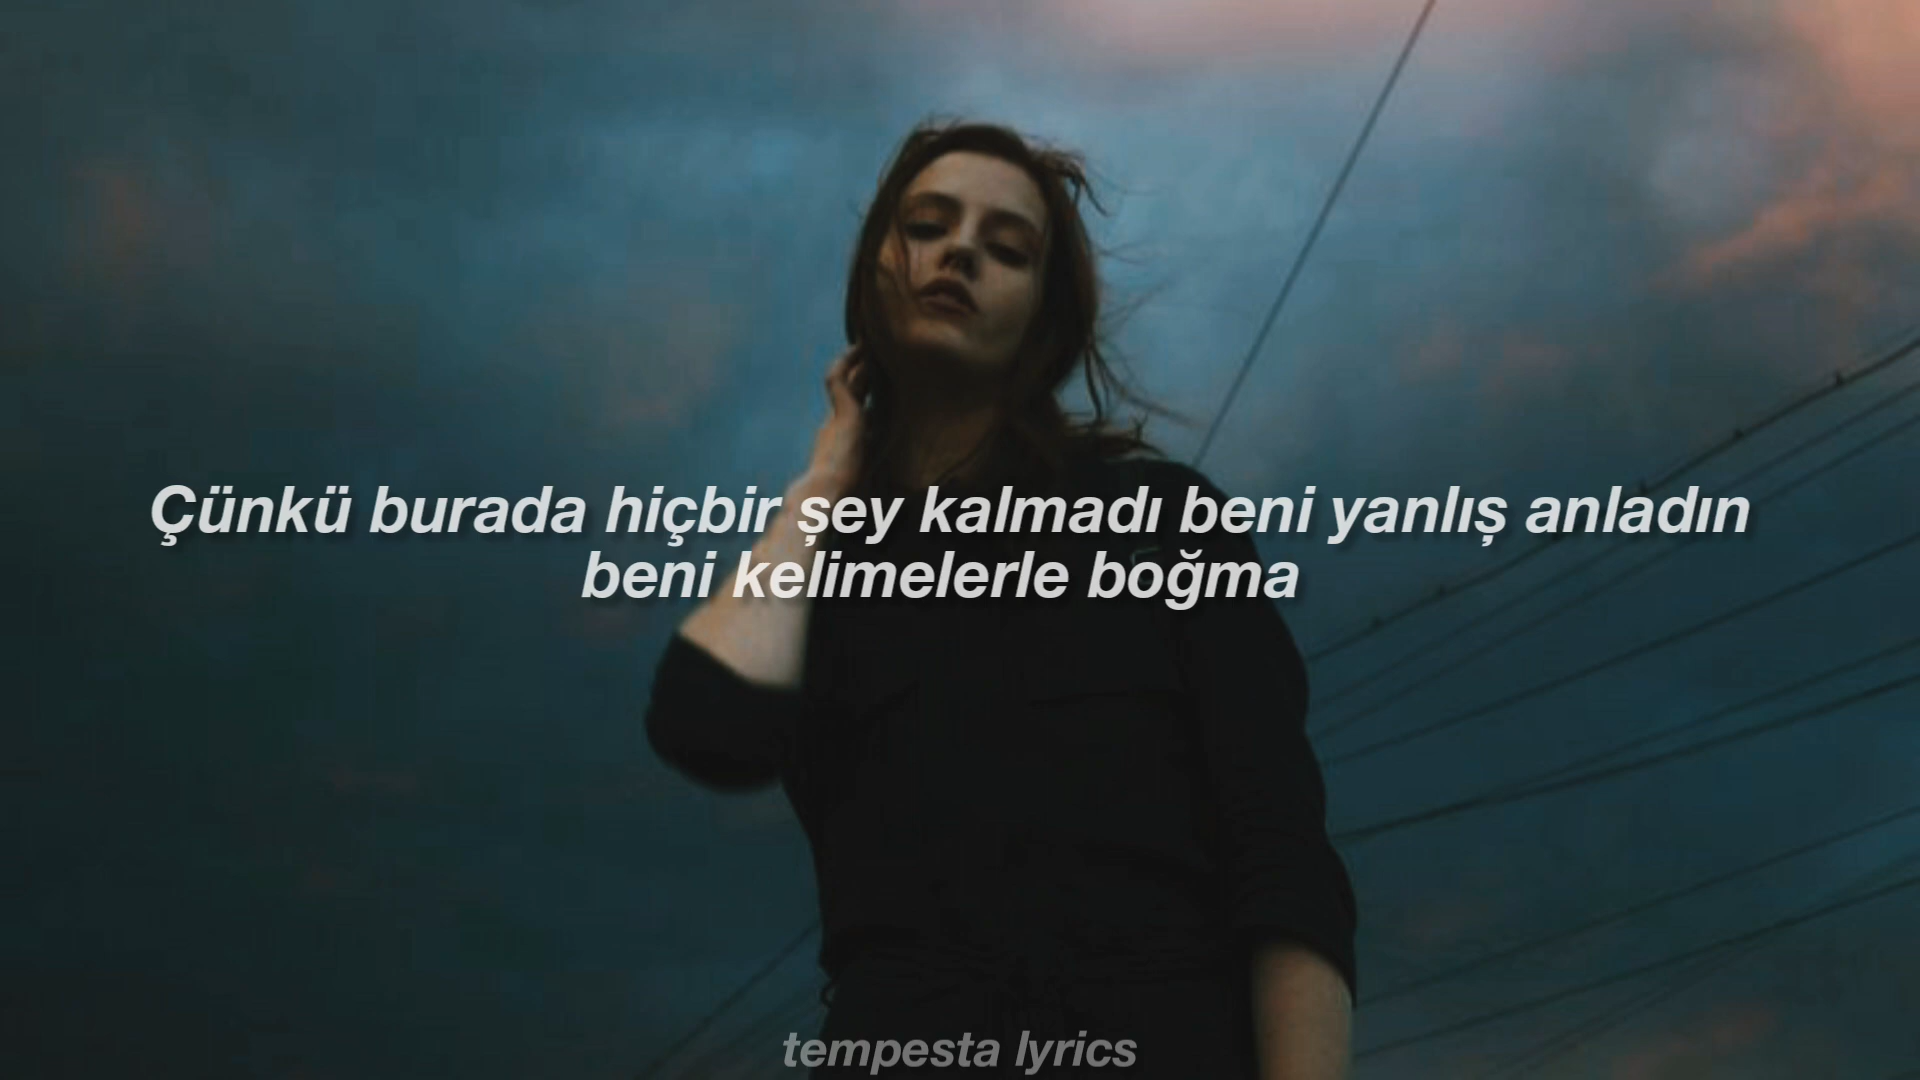 Çünkü burada hiçbir şey kalmadı beni yanlış anladın
beni kelimelerle boğma
tempesta lyrics